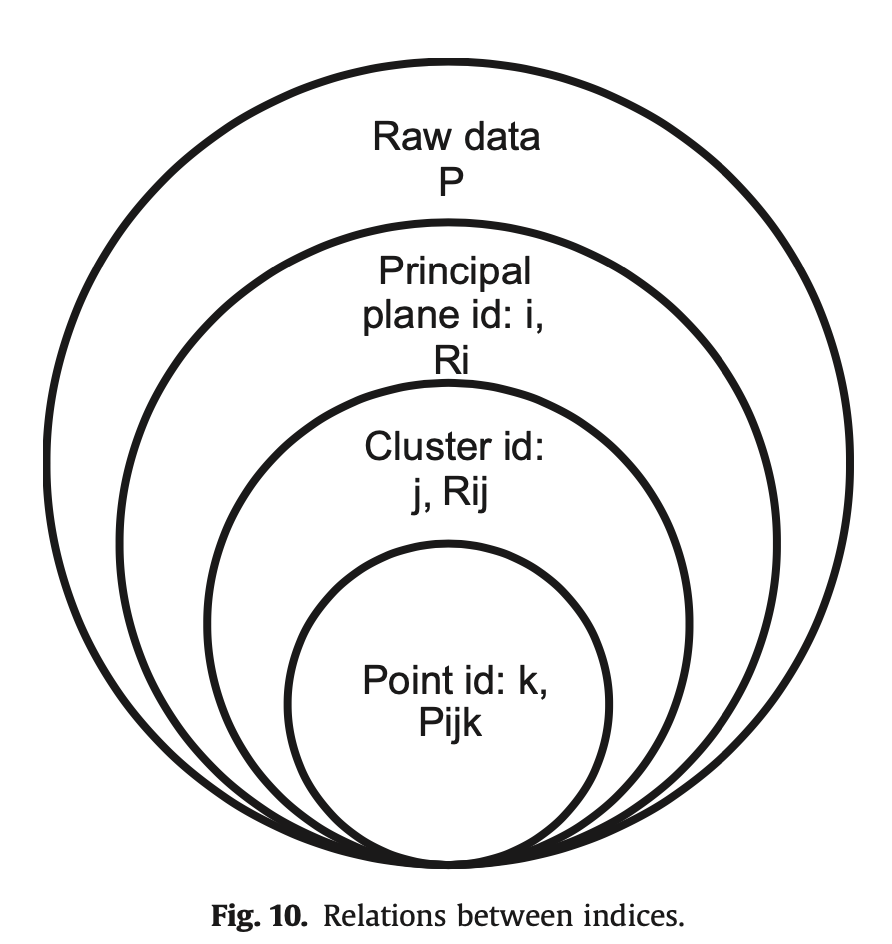 Raw data
P
Principal
plane id: i,
Ri
Cluster id:
j, Rij
Point id: k,
Pijk
Fig. 10. Relations between indices.